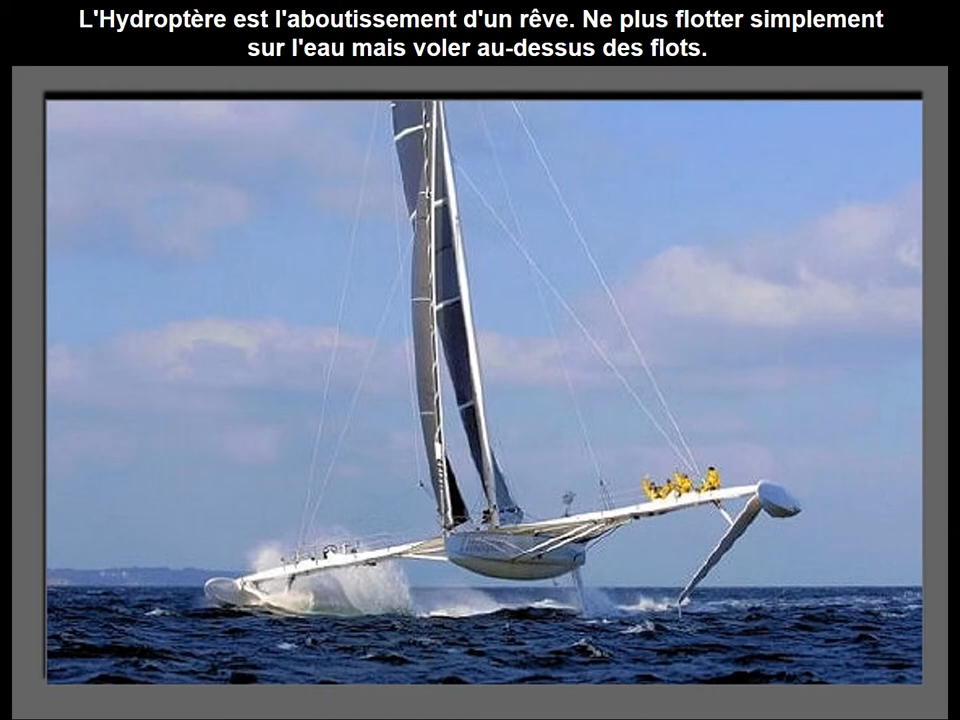 L'Hydroptère est l'aboutissement d'un rêve. Ne plus flotter simplement
sur l'eau mais voler au-dessus des flots.